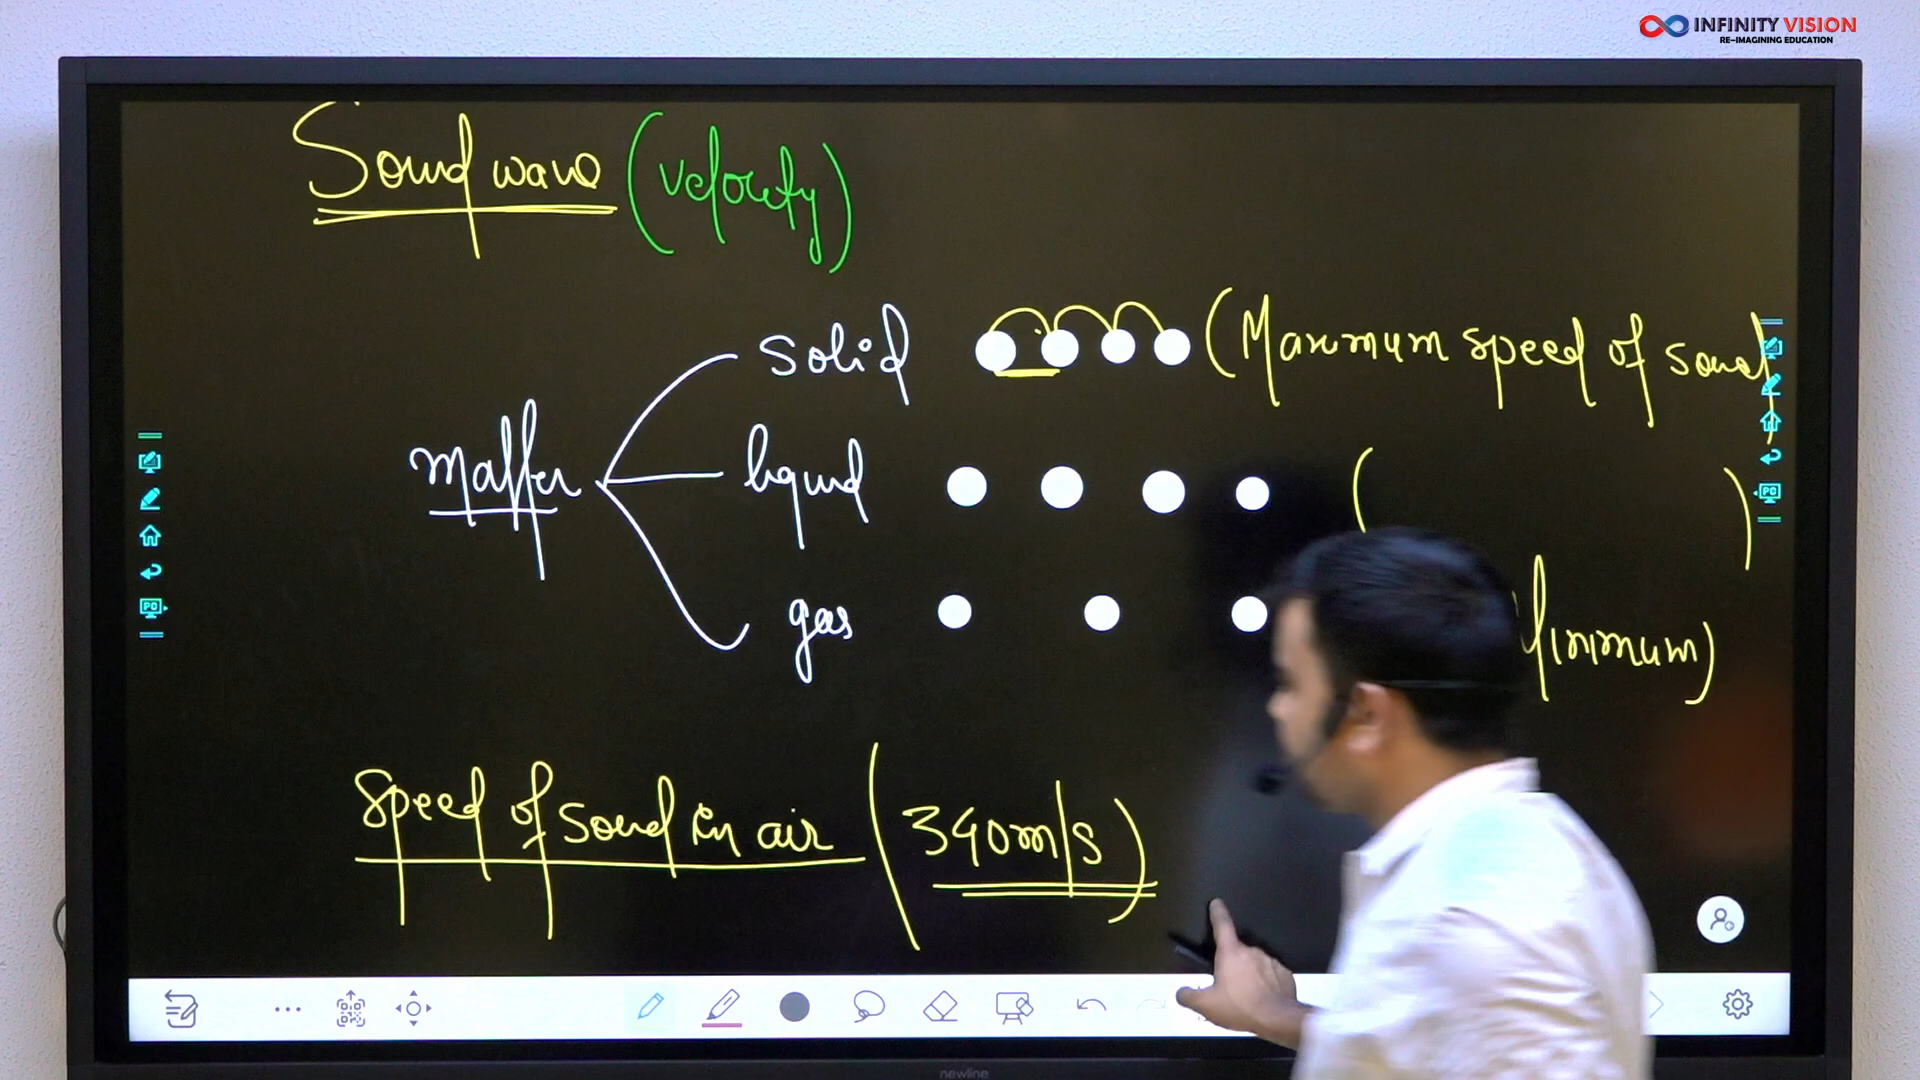 INFINITY VISION
RE-IMAGINING EDUCATION
Sound wave (velocity)
solid (Maximum speed of sound)
matter
liquid ( )
gas Minimum)
speed of sound in air (340m/s)
newline